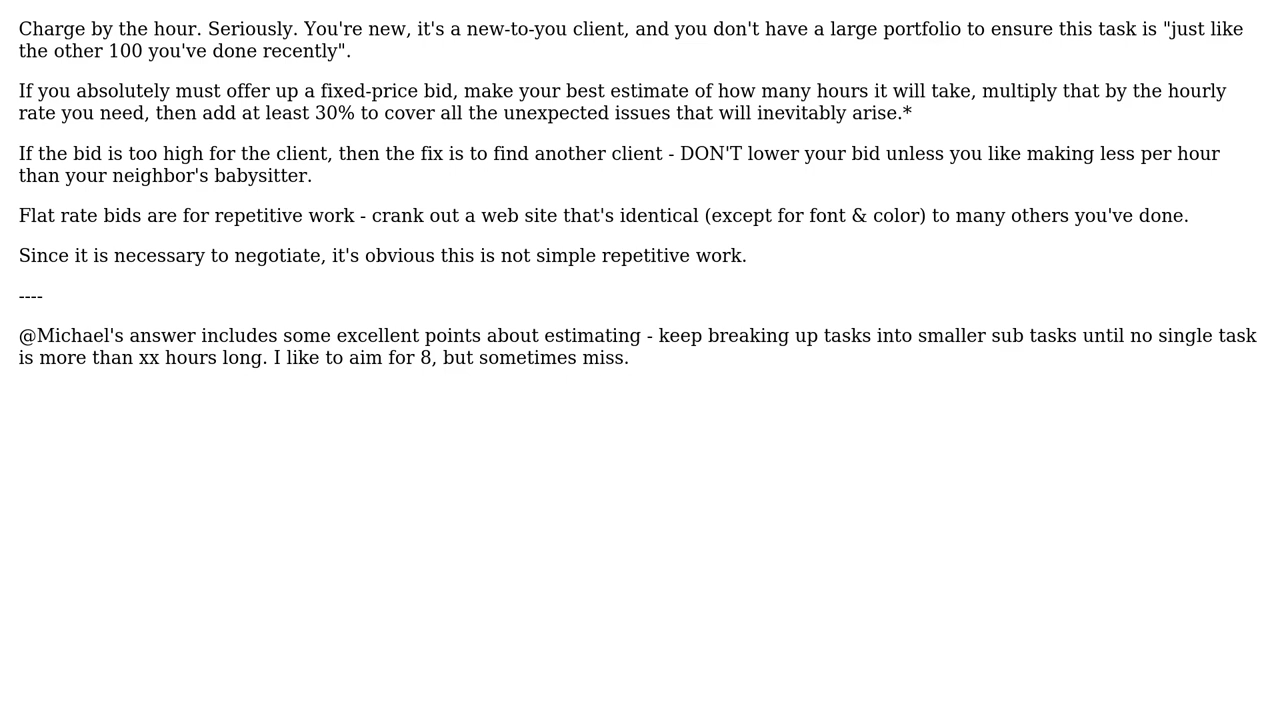 Charge by the hour. Seriously. You're new, it's a new-to-you client, and you don't have a large portfolio to ensure this task is "just like
the other 100 you've done recently".
If you absolutely must offer up a fixed-price bid, make your best estimate of how many hours it will take, multiply that by the hourly
rate you need, then add at least 30% to cover all the unexpected issues that will inevitably arise.*
If the bid is too high for the client, then the fix is to find another client - DON'T lower your bid unless you like making less per hour
than your neighbor's babysitter.
Flat rate bids are for repetitive work - crank out a web site that's identical (except for font & color) to many others you've done.
Since it is necessary to negotiate, it's obvious this is not simple repetitive work.
----
@Michael's answer includes some excellent points about estimating - keep breaking up tasks into smaller sub tasks until no single task
is more than xx hours long. I like to aim for 8, but sometimes miss.